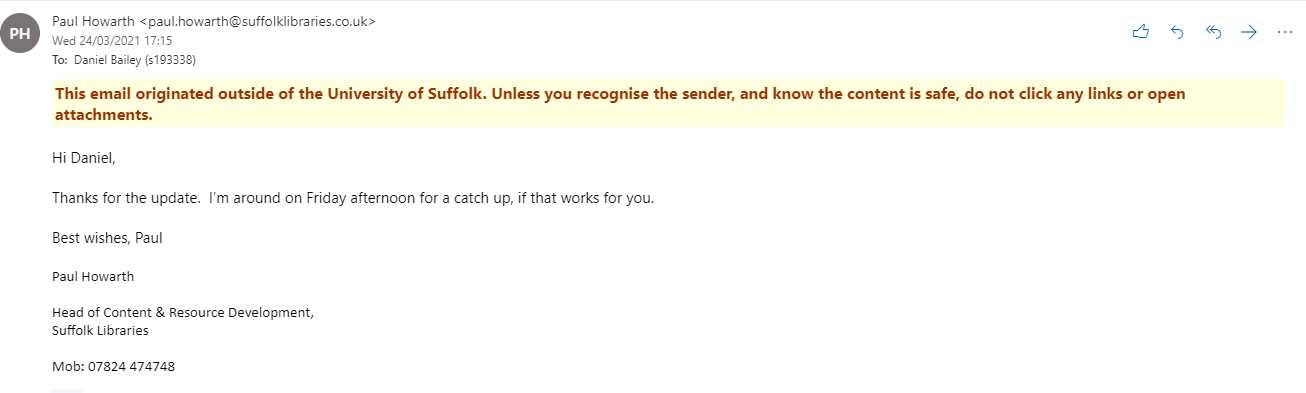 Paul Howarth <paul.howarth@suffolklibraries.co.uk>
PH
Wed 24/03/2021 17:15
To: Daniel Bailey (s193338)
This email originated outside of the University of Suffolk. Unless you recognise the sender, and know the content is safe, do not click any links or open
attachments.
Hi Daniel,
Thanks for the update.  I'm around on Friday afternoon for a catch up, if that works for you.
Best wishes, Paul
Paul Howarth
Head of Content & Resource Development,
Suffolk Libraries
Mob: 07824 474748